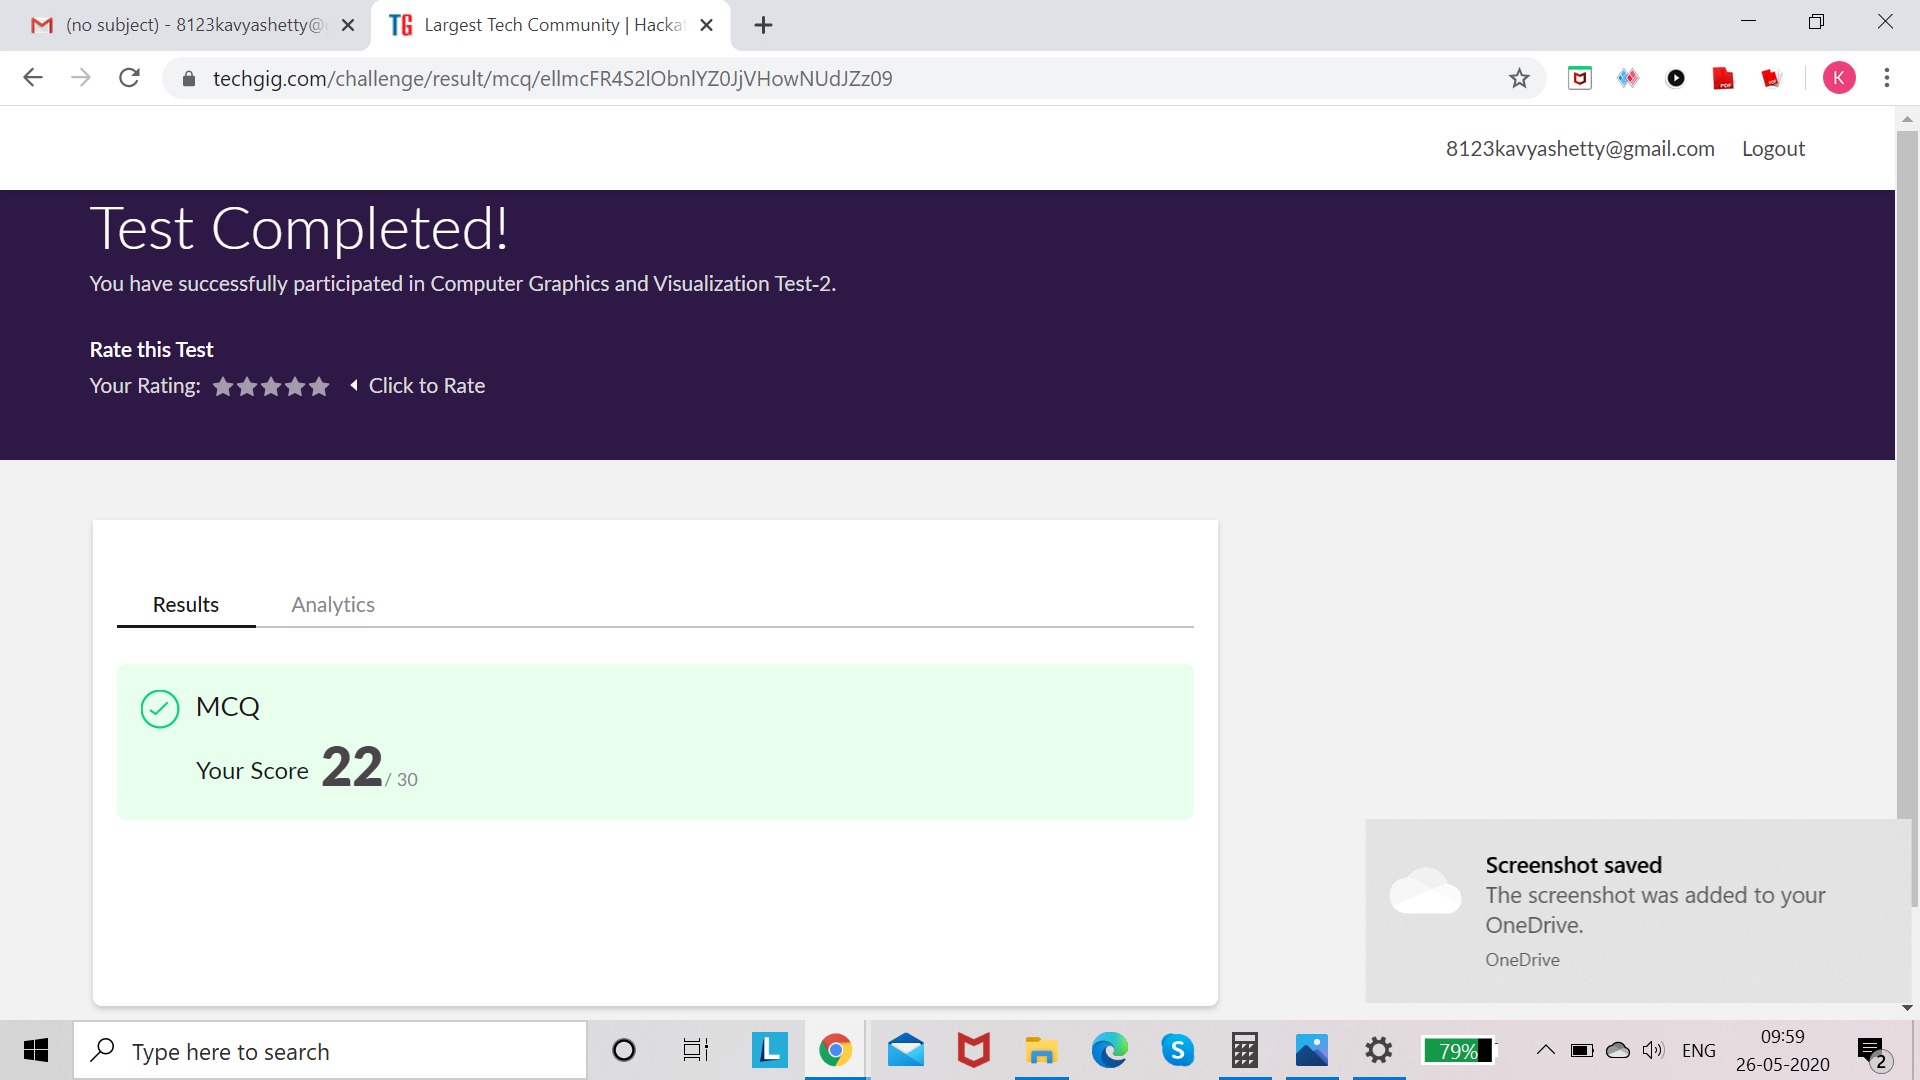 (no subject) - 8123kavyashetty@
TG Largest Tech Community | Hacka
techgig.com/challenge/result/mcq/ellmcFR4S2lObnlYZ0JjVHowNUdJZz09
K
8123kavyashetty@gmail.com Logout
Test Completed!
You have successfully participated in Computer Graphics and Visualization Test-2.
Rate this Test
Your Rating: Click to Rate
Results Analytics
MCQ
Your Score 22 / 30
Screenshot saved
The screenshot was added to your
OneDrive.
OneDrive
Type here to search
L
S
79%
ENG
09:59
26-05-2020
2